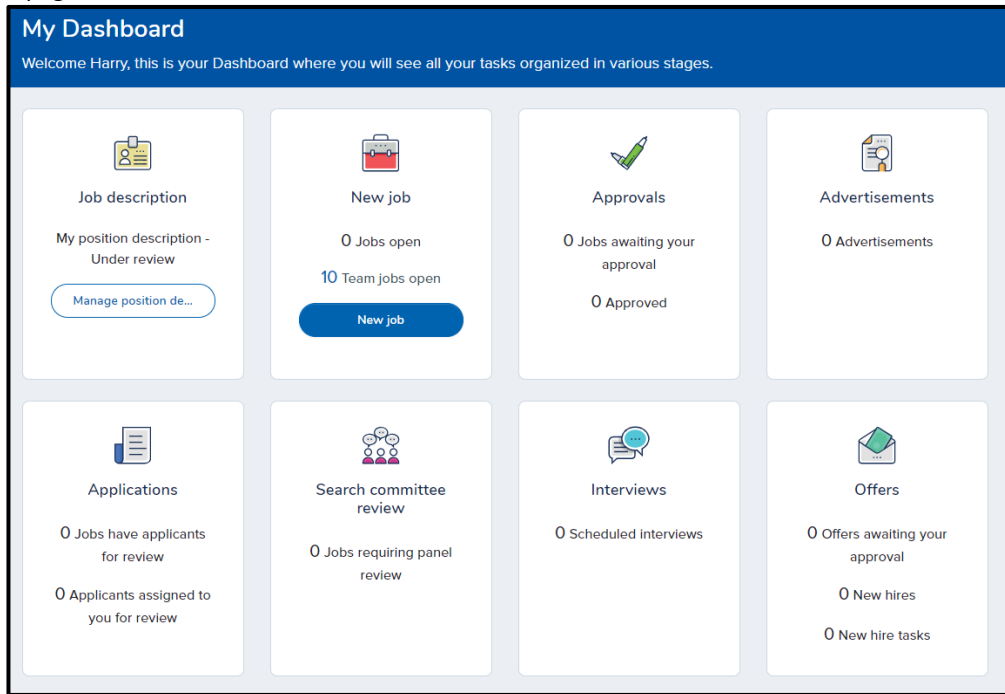 My Dashboard
Welcome Harry, this is your Dashboard where you will see all your tasks organized in various stages.
Job description
My position description -
Under review
Manage position de...
New job
0 Jobs open
10 Team jobs open
New job
Approvals
0 Jobs awaiting your
approval
0 Approved
Advertisements
0 Advertisements
Applications
0 Jobs have applicants
for review
0 Applicants assigned to
you for review
Search committee
review
0 Jobs requiring panel
review
Interviews
0 Scheduled interviews
Offers
0 Offers awaiting your
approval
0 New hires
0 New hire tasks